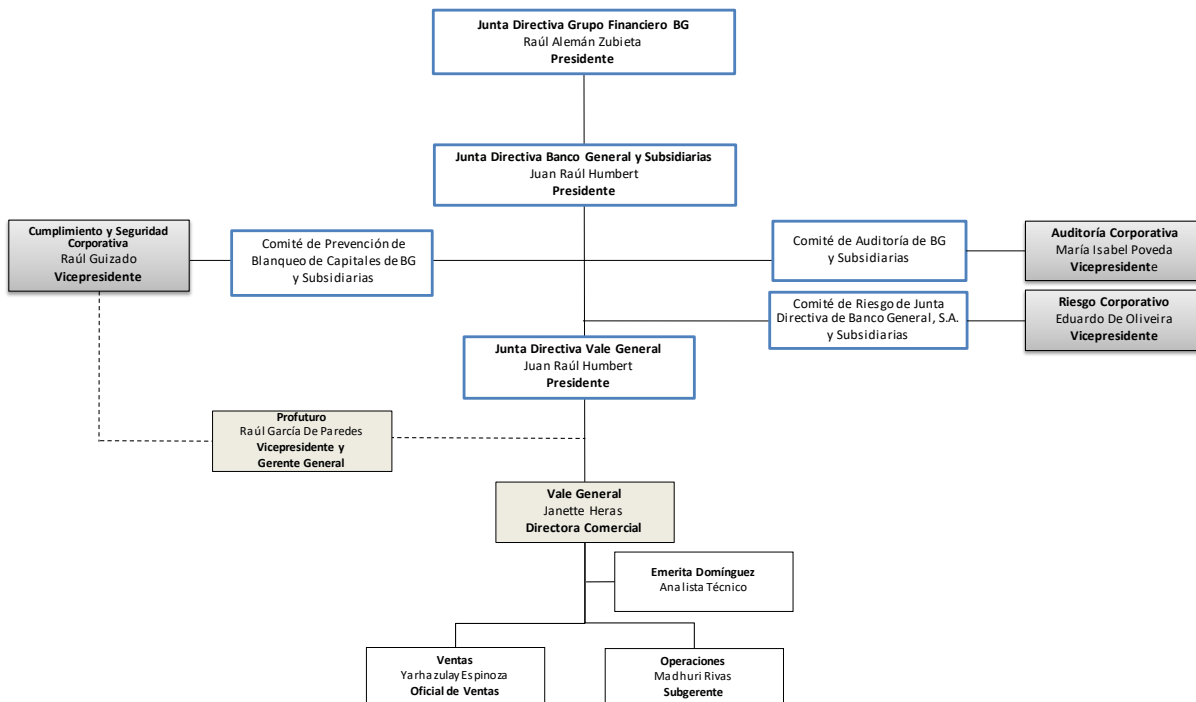 Junta Directiva Grupo Financiero BG
Raúl Alemán Zubieta
Presidente
Junta Directiva Banco General y Subsidiarias
Juan Raúl Humbert
Presidente
Cumplimiento y Seguridad
Corporativa
Raúl Guizado
Vicepresidente
Comité de Prevención de
Blanqueo de Capitales de BG
y Subsidiarias
Comité de Auditoría de BG
y Subsidiarias
Auditoría Corporativa
María Isabel Poveda
Vicepresidente
Comité de Riesgo de Junta
Directiva de Banco General, S.A.
y Subsidiarias
Riesgo Corporativo
Eduardo De Oliveira
Vicepresidente
Junta Directiva Vale General
Juan Raúl Humbert
Presidente
Profuturo
Raúl García De Paredes
Vicepresidente y
Gerente General
Vale General
Janette Heras
Directora Comercial
Emerita Domínguez
Analista Técnico
Ventas
Yarhazulay Espinoza
Oficial de Ventas
Operaciones
Madhuri Rivas
Subgerente